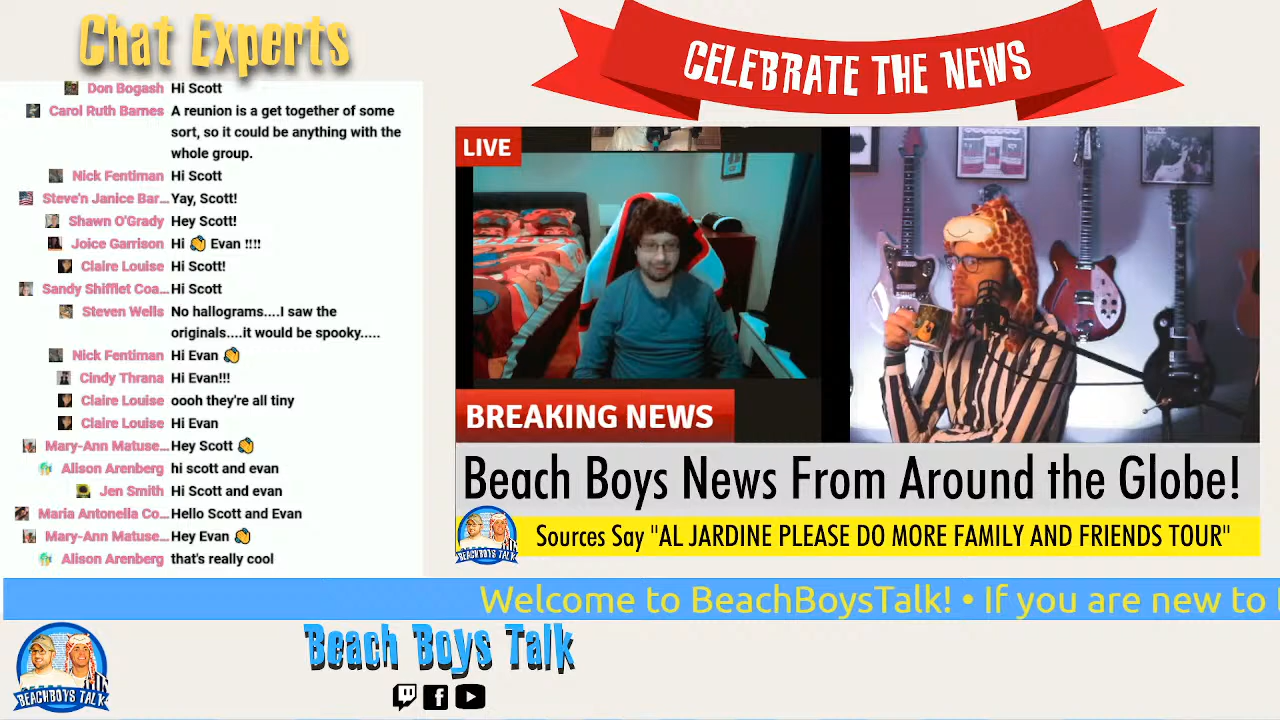 Chat Experts
Don Bogash Hi Scott
Carol Ruth Barnes A reunion is a get together of some
sort, so it could be anything with the
whole group.
Nick Fentiman Hi Scott
Steve'n Janice Bar... Yay, Scott!
Shawn O'Grady Hey Scott!
Joice Garrison Hi 👏 Evan !!!!
Claire Louise Hi Scott!
Sandy Shifflet Coa... Hi Scott
Steven Wells No hallograms....I saw the
originals....it would be spooky.....
Nick Fentiman Hi Evan 👏
Cindy Thrana Hi Evan!!!
Claire Louise oooh they're all tiny
Claire Louise Hi Evan
Mary-Ann Matuse... Hey Scott 👏
Alison Arenberg hi scott and evan
Jen Smith Hi Scott and evan
Maria Antonella Co... Hello Scott and Evan
Mary-Ann Matuse... Hey Evan 👏
Alison Arenberg that's really cool
CELEBRATE THE NEWS
LIVE
BREAKING NEWS
Beach Boys News From Around the Globe!
BEACHBOYS TALK
Sources Say "AL JARDINE PLEASE DO MORE FAMILY AND FRIENDS TOUR"
Welcome to BeachBoysTalk! • If you are new to
BEACHBOYS TALK
Beach Boys Talk